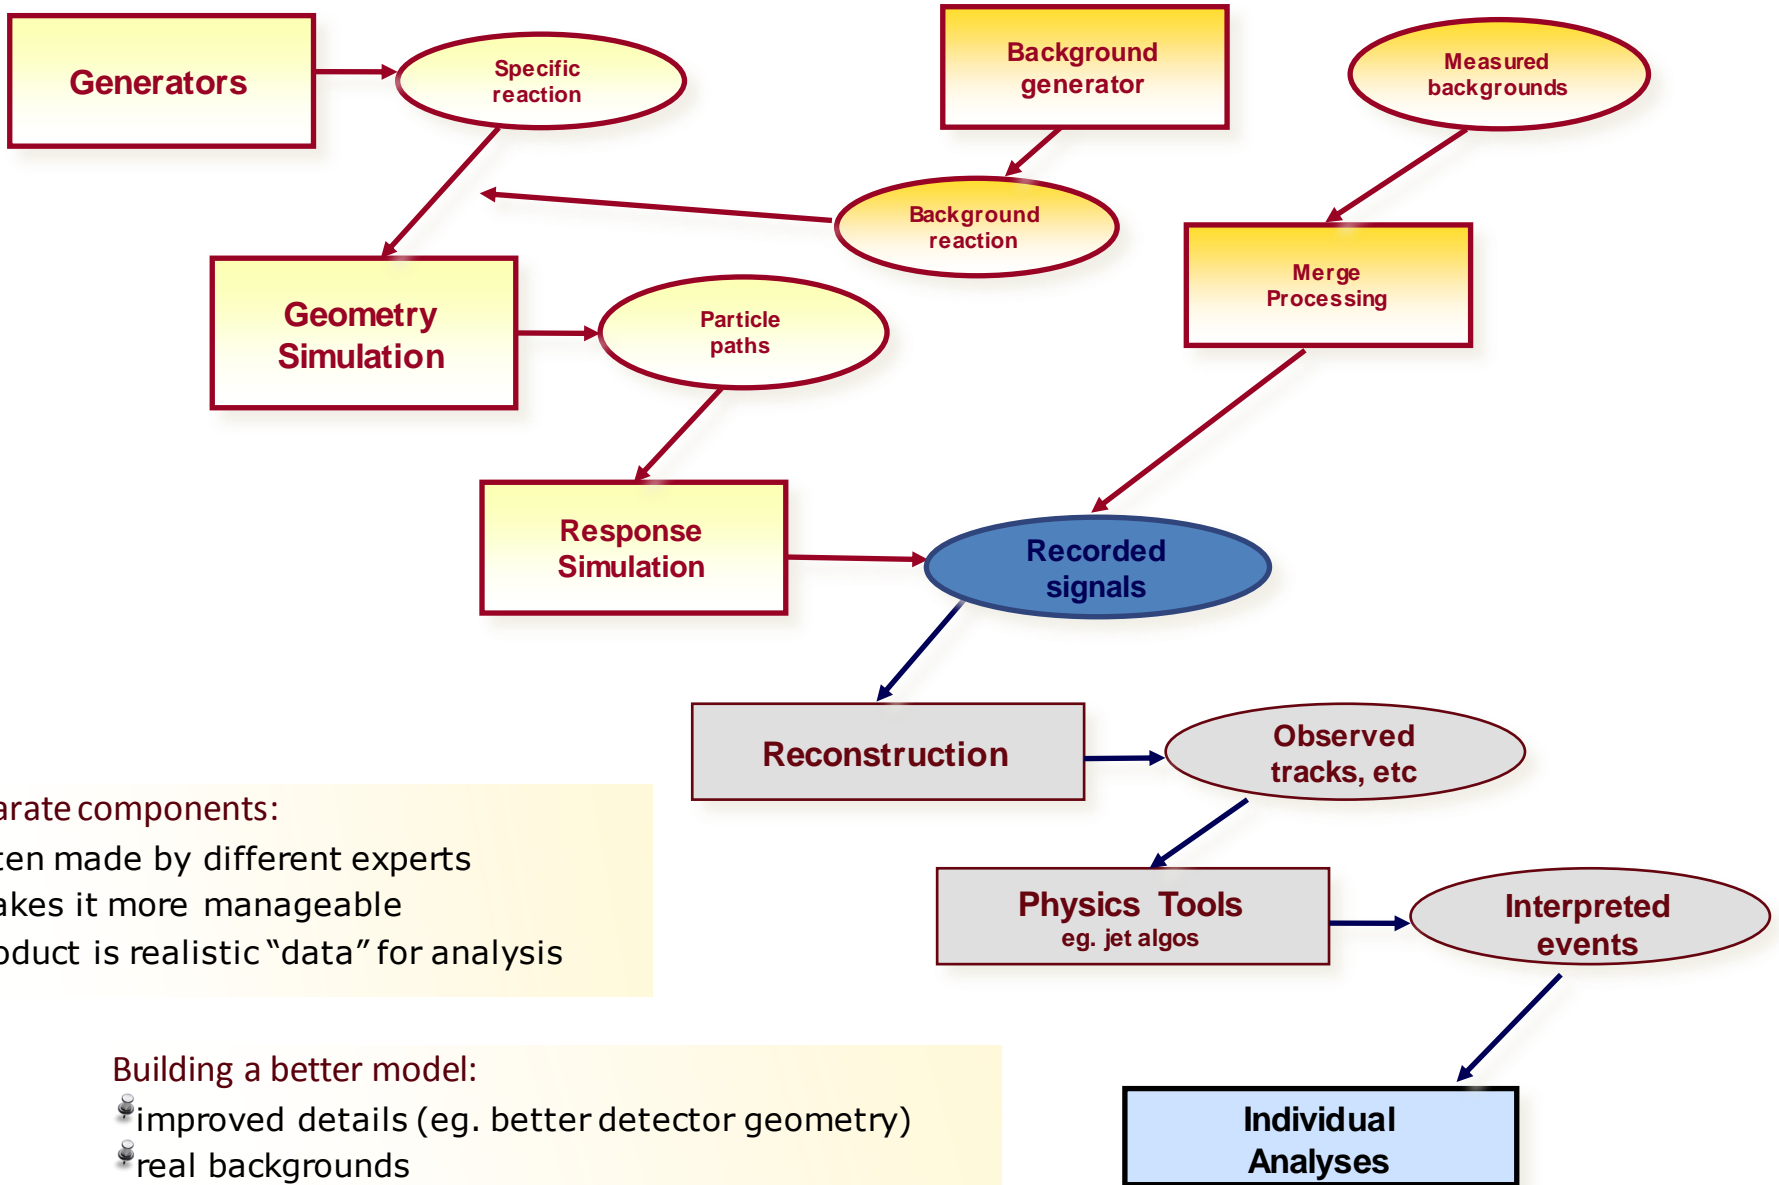 Generators
Specific
reaction
Background
generator
Measured
backgrounds
Background
reaction
Merge
Processing
Geometry
Simulation
Particle
paths
Response
Simulation
Recorded
signals
Reconstruction
Observed
tracks, etc
arate components:
ten made by different experts
akes it more manageable
oduct is realistic “data” for analysis
Physics Tools
eg. jet algos
Interpreted
events
Building a better model:
improved details (eg. better detector geometry)
real backgrounds
Individual
Analyses